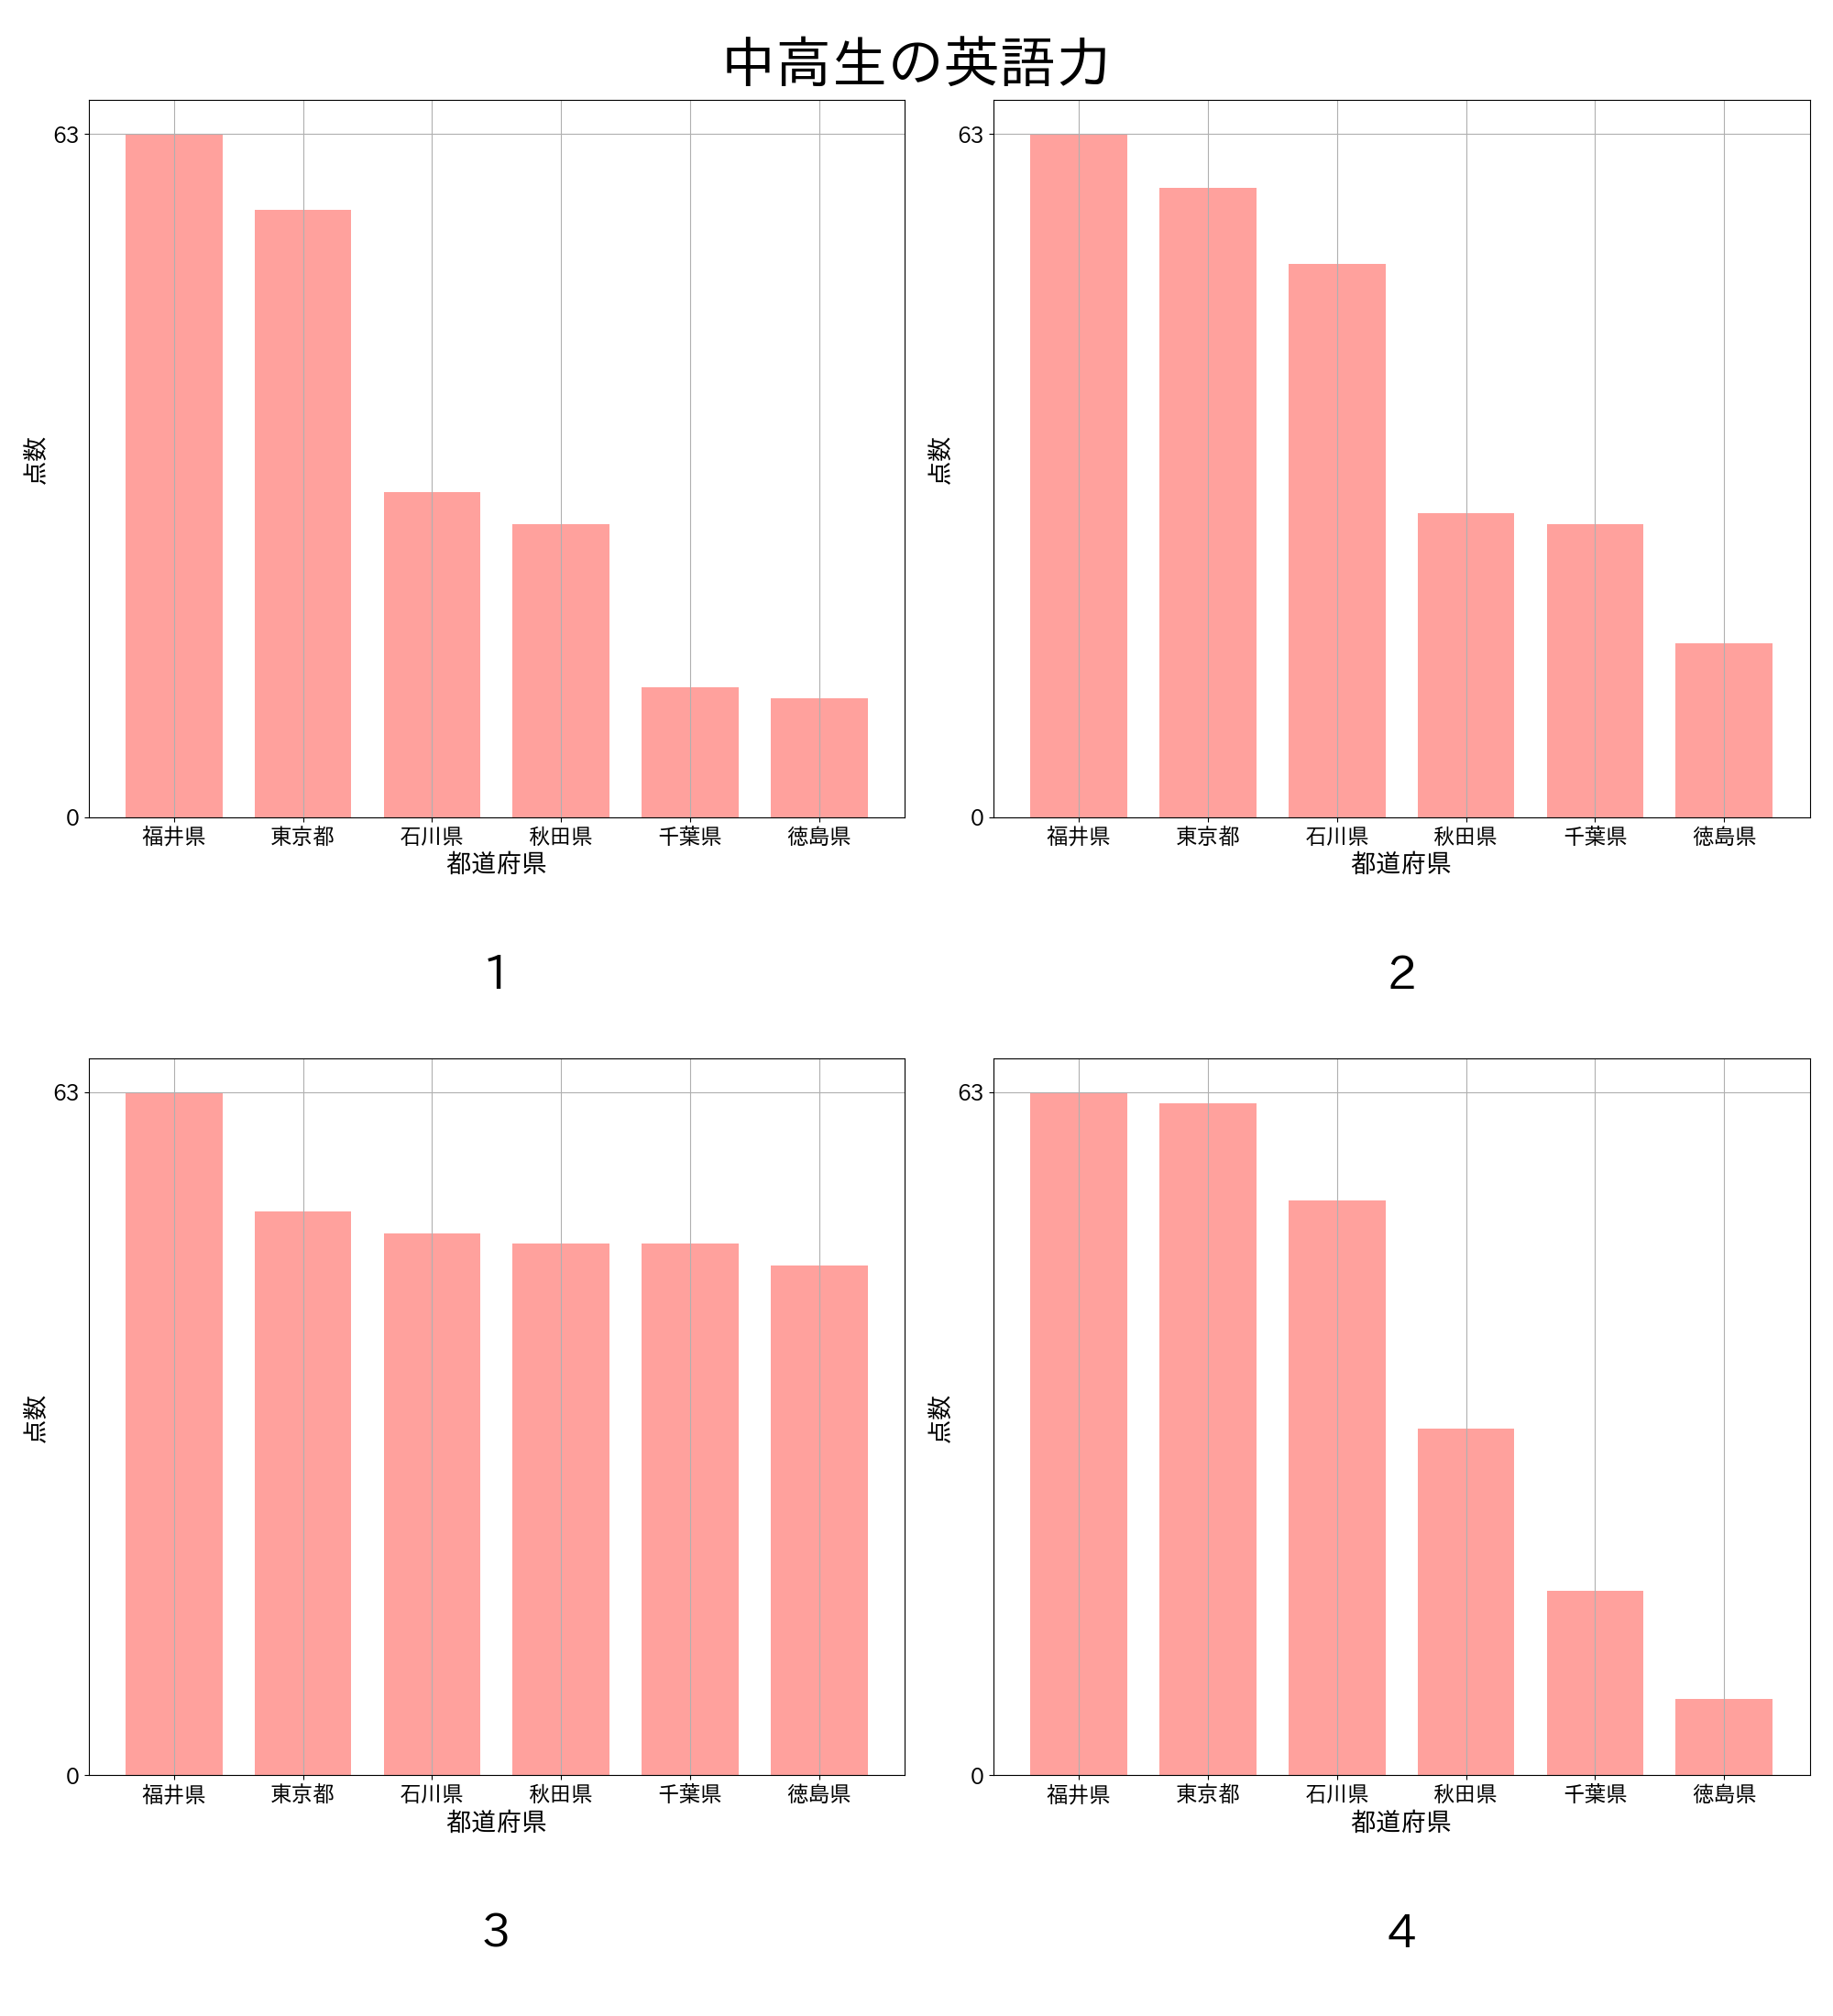 中高生の英語力
63
0
点数
福井県 東京都 石川県 秋田県 千葉県 徳島県
都道府県
1
63
0
点数
福井県 東京都 石川県 秋田県 千葉県 徳島県
都道府県
2
63
0
点数
福井県 東京都 石川県 秋田県 千葉県 徳島県
都道府県
3
63
0
点数
福井県 東京都 石川県 秋田県 千葉県 徳島県
都道府県
4